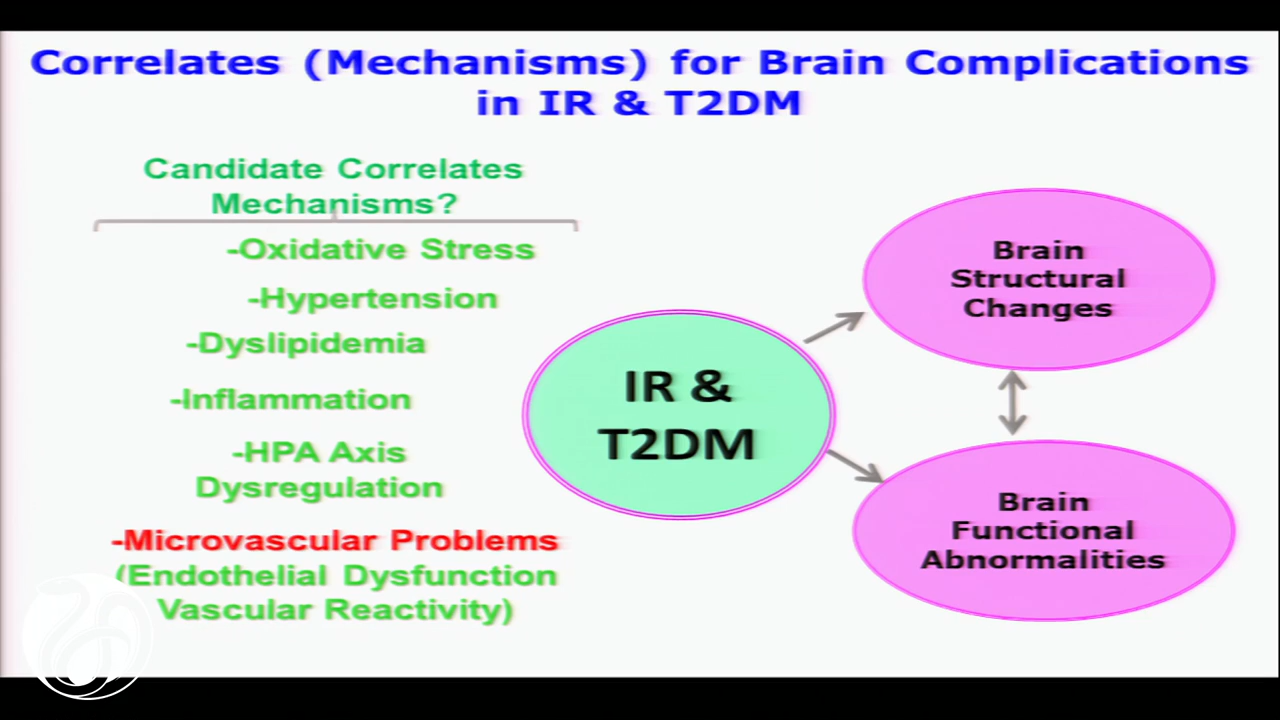 Correlates (Mechanisms) for Brain Complications
in IR & T2DM
Candidate Correlates
Mechanisms?
-Oxidative Stress
-Hypertension
-Dyslipidemia
-Inflammation
-HPA Axis
Dysregulation
-Microvascular Problems
(Endothelial Dysfunction
Vascular Reactivity)
IR &
T2DM
Brain
Structural
Changes
Brain
Functional
Abnormalities